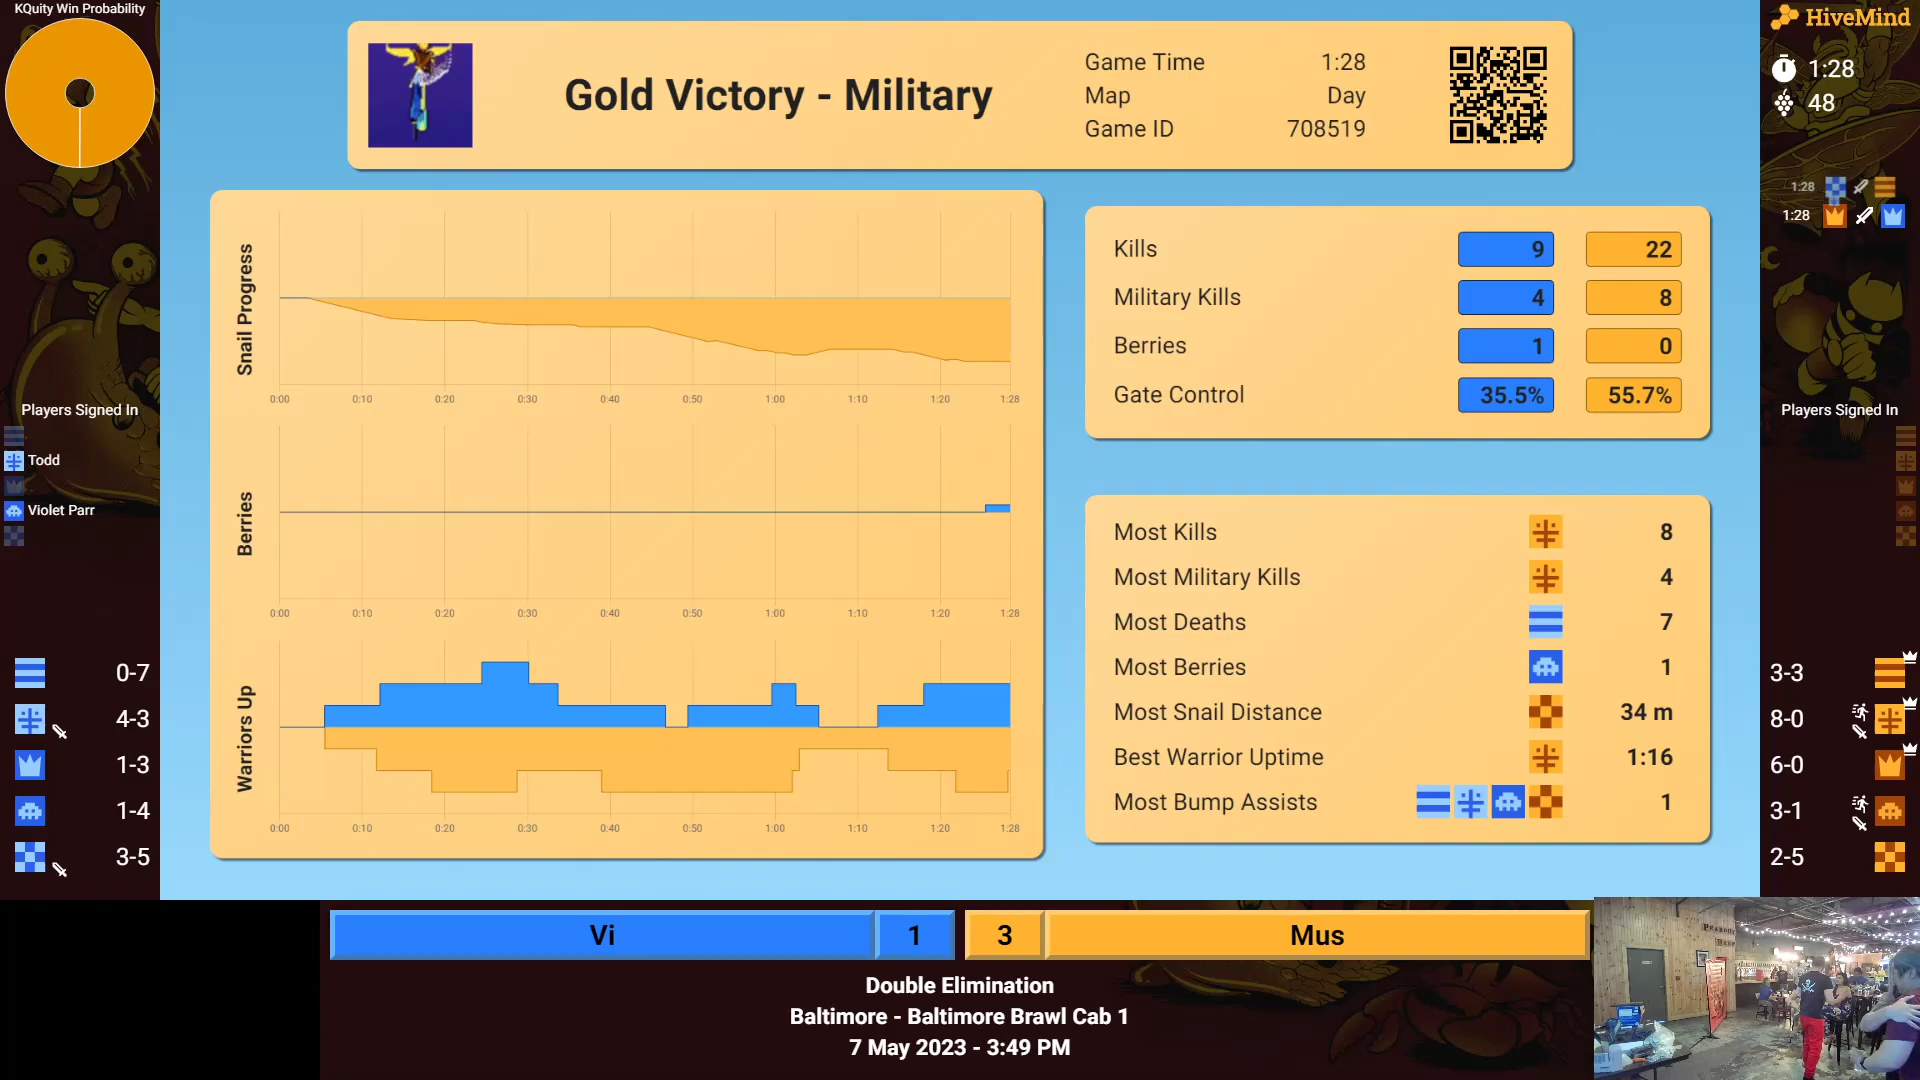 KQuity Win Probability
Gold Victory - Military
Game Time 1:28
Map Day
Game ID 708519
HiveMind
1:28
48
1:28
1:28
Snail Progress
0:00 0:10 0:20 0:30 0:40 0:50 1:00 1:10 1:20 1:28
Berries
0:00 0:10 0:20 0:30 0:40 0:50 1:00 1:10 1:20 1:28
Warriors Up
0:00 0:10 0:20 0:30 0:40 0:50 1:00 1:10 1:20 1:28
Kills 9 22
Military Kills 4 8
Berries 1 0
Gate Control 35.5% 55.7%
Most Kills 8
Most Military Kills 4
Most Deaths 7
Most Berries 1
Most Snail Distance 34 m
Best Warrior Uptime 1:16
Most Bump Assists 1
Players Signed In
Todd
Violet Parr
0-7
4-3
1-3
1-4
3-5
Players Signed In
3-3
8-0
6-0
3-1
2-5
Vi 1 3 Mus
Double Elimination
Baltimore - Baltimore Brawl Cab 1
7 May 2023 - 3:49 PM